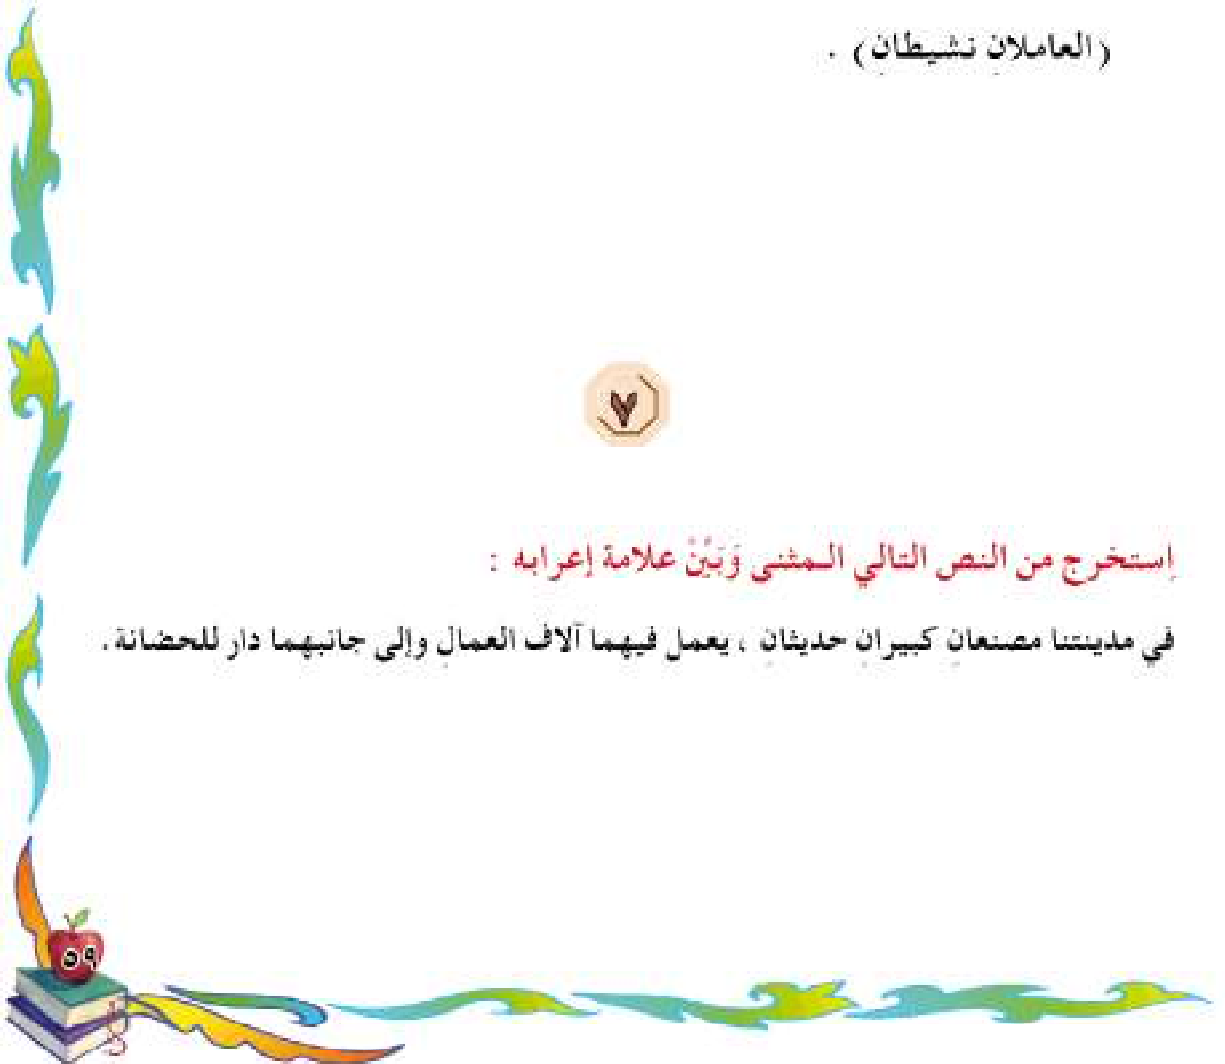 (العاملانِ نشيطانِ) .
٧
إستخرج من النص التالي الـمثنى وَبَيِّنْ علامة إعرابه :
في مدينتنا مصنعانِ كبيرانِ حديثانِ ، يعمل فيهما آلاف العمالِ وإلى جانبهما دار للحضانة .
٥٩